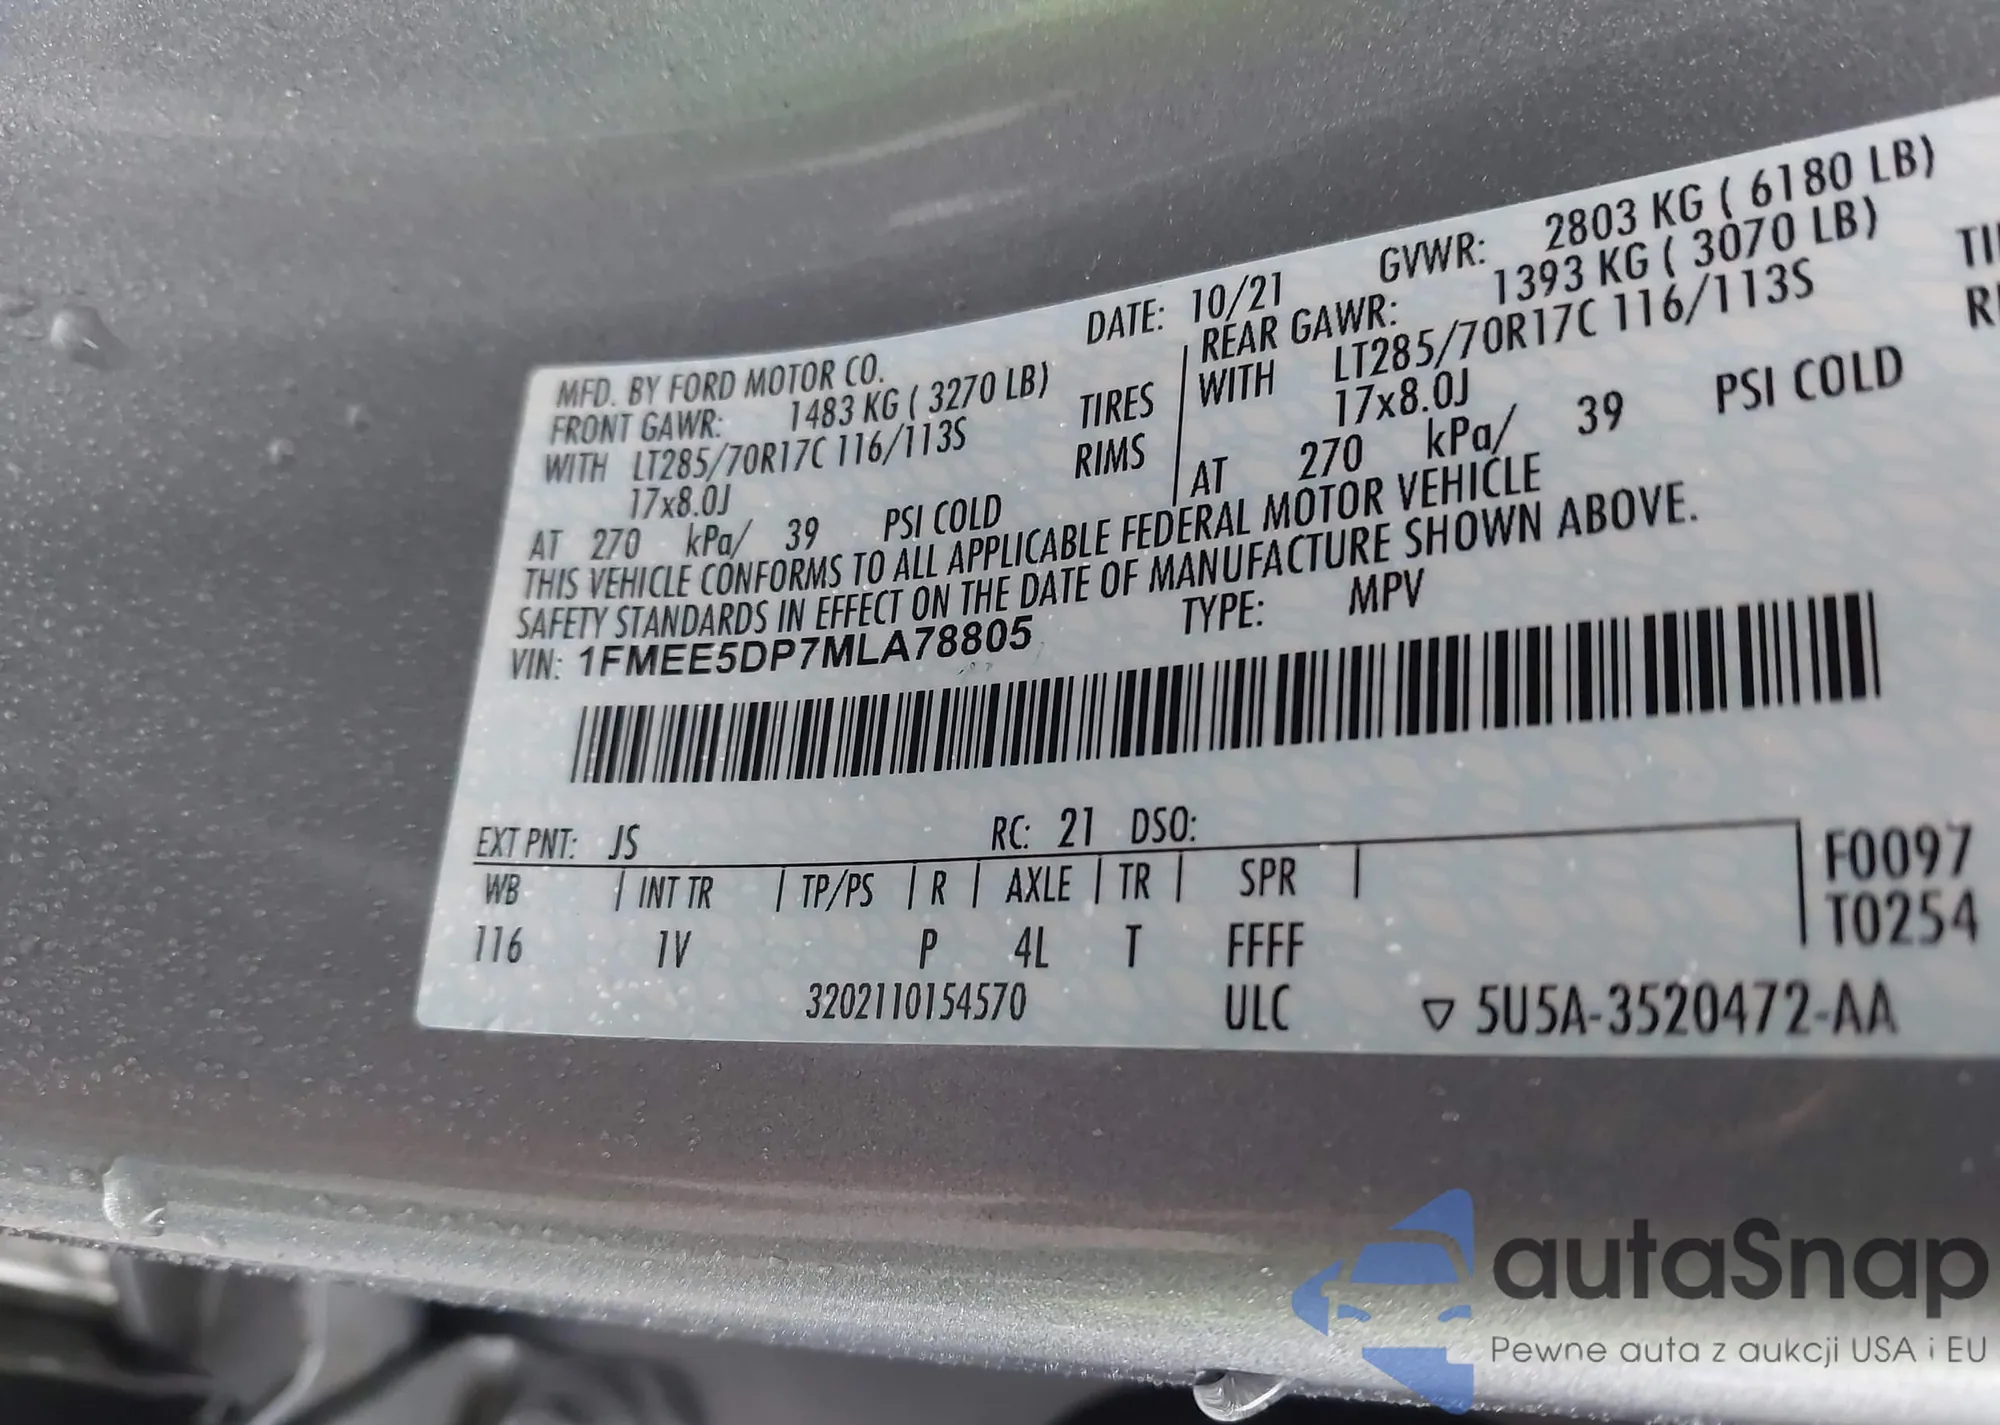 MFD. BY FORD MOTOR CO. DATE: 10/21 GVWR: 2803 KG ( 6180 LB)
FRONT GAWR: 1483 KG ( 3270 LB) REAR GAWR: 1393 KG ( 3070 LB)
WITH LT285/70R17C 116/113S TIRES WITH LT285/70R17C 116/113S
17x8.0J RIMS 17x8.0J
AT 270 kPa/ 39 PSI COLD AT 270 kPa/ 39 PSI COLD
THIS VEHICLE CONFORMS TO ALL APPLICABLE FEDERAL MOTOR VEHICLE
SAFETY STANDARDS IN EFFECT ON THE DATE OF MANUFACTURE SHOWN ABOVE.
VIN: 1FMEE5DP7MLA78805 TYPE: MPV
EXT PNT: JS RC: 21 DSO:
WB | INT TR | TP/PS | R | AXLE | TR | SPR | F0097
116 1V P 4L T FFFF T0254
3202110154570 ULC ▽ 5U5A-3520472-AA
autaSnap
Pewne auta z aukcji USA i EU